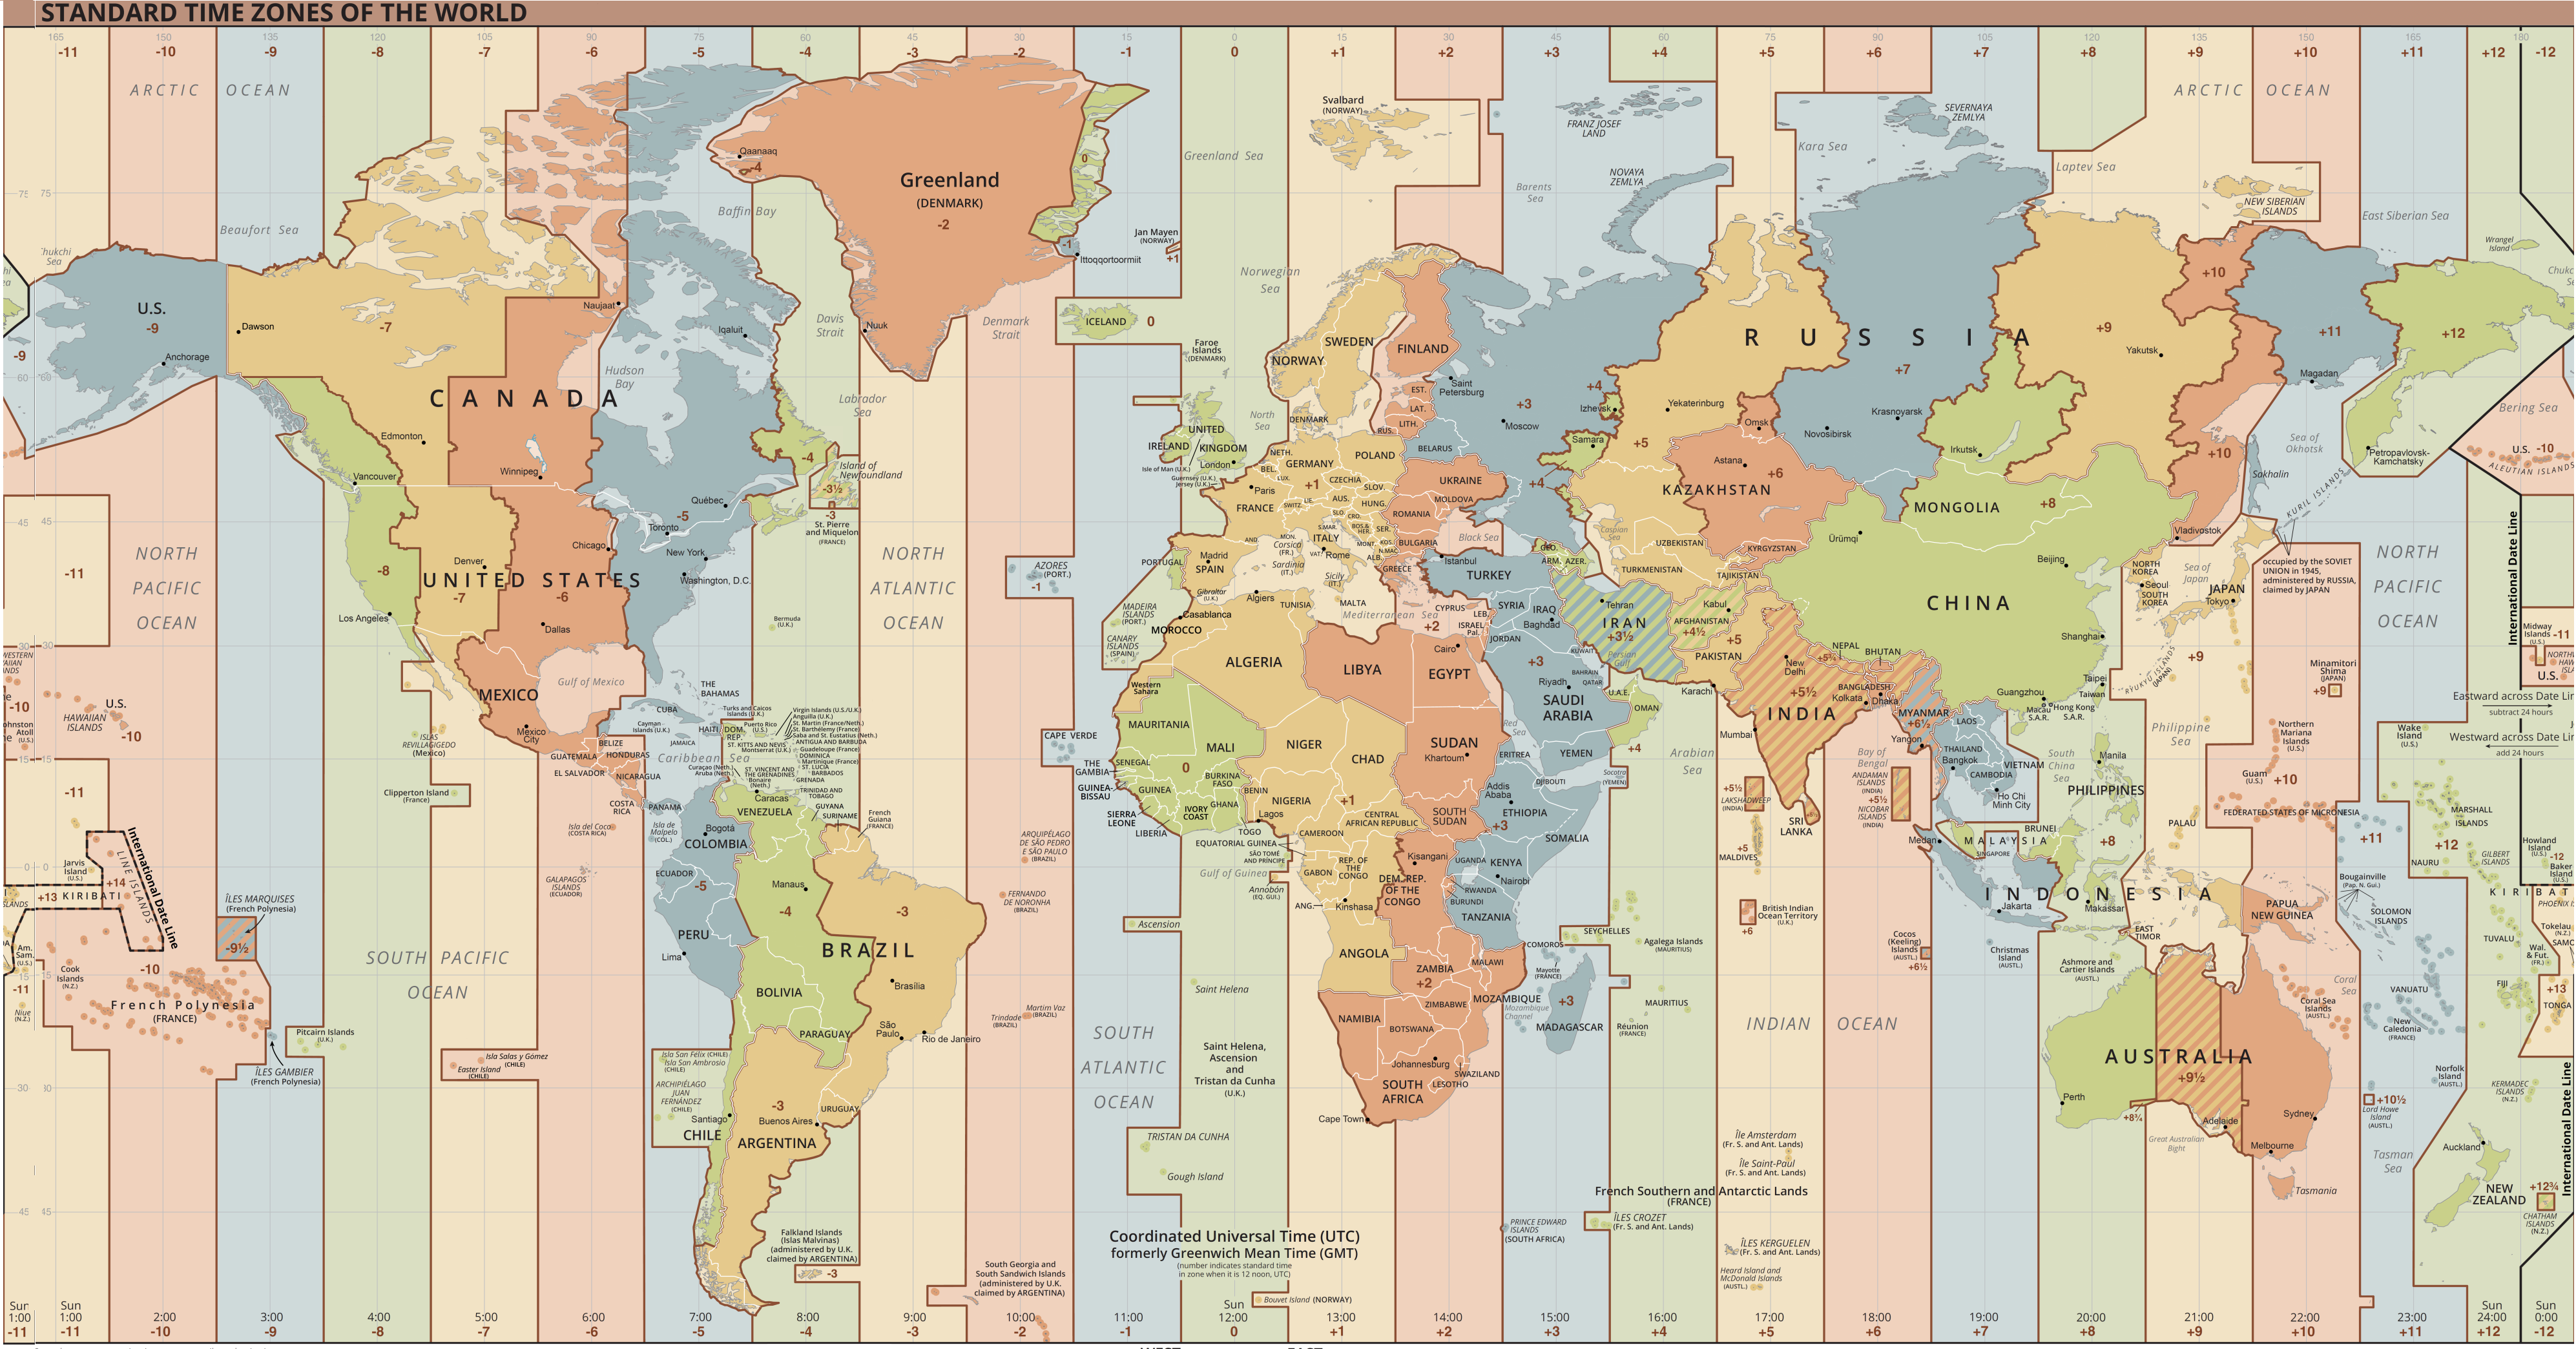 STANDARD TIME ZONES OF THE WORLD
165 150 135 120 105 90 75 60 45 30 15 0 15 30 45 60 75 90 105 120 135 150 165 180
-11 -10 -9 -8 -7 -6 -5 -4 -3 -2 -1 0 +1 +2 +3 +4 +5 +6 +7 +8 +9 +10 +11 +12 -12
ARCTIC OCEAN
Beaufort Sea
U.S.
-9
Anchorage
Dawson
-7
CANADA
Edmonton
Vancouver
Winnipeg
Naujaat
Hudson
Bay
Iqaluit
Québec
-5
Toronto
New York
Washington, D.C.
Chicago
Denver
UNITED STATES
-8
-7
-6
Los Angeles
Dallas
Baffin Bay
Davis
Strait
Labrador
Sea
-4
Island of
Newfoundland
-3½
-3
St. Pierre
and Miquelon
(FRANCE)
Qaanaaq
-4
Greenland
(DENMARK)
-2
Nuuk
0
-1
Ittoqqortoormiit
Denmark
Strait
Jan Mayen
(NORWAY)
+1
Greenland Sea
Norwegian
Sea
ICELAND
0
Faroe
Islands
(DENMARK)
NORTH
PACIFIC
OCEAN
-11
U.S.
HAWAIIAN
ISLANDS
-10
-11
Gulf of Mexico
MEXICO
Mexico
City
ISLAS
REVILLAGIGEDO
(Mexico)
Clipperton Island
(France)
BELIZE
GUATEMALA
HONDURAS
EL SALVADOR
NICARAGUA
COSTA
RICA
PANAMA
Isla del Coco
(COSTA RICA)
Isla de
Malpelo
(COL.)
THE
BAHAMAS
CUBA
Cayman
Islands (U.K.)
JAMAICA
HAITI
DOM.
REP.
Turks and Caicos
Islands (U.K.)
Puerto Rico
(U.S.)
Virgin Islands (U.S./U.K.)
Anguilla (U.K.)
St. Martin (France/Neth.)
St. Barthélemy (France)
Saba and St. Eustatius (Neth.)
ANTIGUA AND BARBUDA
ST. KITTS AND NEVIS
Montserrat (U.K.)
Guadeloupe (France)
DOMINICA
Martinique (France)
ST. LUCIA
BARBADOS
ST. VINCENT AND
THE GRENADINES
GRENADA
Bonaire
(Neth.)
Curaçao (Neth.)
Aruba (Neth.)
TRINIDAD AND
TOBAGO
Caribbean Sea
Bermuda
(U.K.)
NORTH
ATLANTIC
OCEAN
AZORES
(PORT.)
-1
Caracas
VENEZUELA
GUYANA
SURINAME
French
Guiana
(FRANCE)
Bogotá
COLOMBIA
ECUADOR
-5
GALAPAGOS
ISLANDS
(ECUADOR)
PERU
Lima
Manaus
-4
-3
BRAZIL
Brasília
BOLIVIA
PARAGUAY
São
Paulo
Rio de Janeiro
URUGUAY
-3
Buenos Aires
ARGENTINA
Santiago
CHILE
Isla San Félix (CHILE)
Isla San Ambrosio
(CHILE)
ARCHIPIÉLAGO
JUAN
FERNÁNDEZ
(CHILE)
Isla Salas y Gómez
(CHILE)
Easter Island
(CHILE)
Falkland Islands
(Islas Malvinas)
(administered by U.K.
claimed by ARGENTINA)
-3
South Georgia and
South Sandwich Islands
(administered by U.K.
claimed by ARGENTINA)
ARQUIPÉLAGO
DE SÃO PEDRO
E SÃO PAULO
(BRAZIL)
FERNANDO
DE NORONHA
(BRAZIL)
Martim Vaz
(BRAZIL)
Trindade
(BRAZIL)
Jarvis
Island
(U.S.)
+14
LINE ISLANDS
International Date Line
+13 KIRIBATI
ÎLES MARQUISES
(French Polynesia)
-9½
Cook
Islands
(N.Z.)
-10
French Polynesia
(FRANCE)
Pitcairn Islands
(U.K.)
ÎLES GAMBIER
(French Polynesia)
Niue
(N.Z.)
Am.
Sam.
(U.S.)
-11
SOUTH PACIFIC
OCEAN
SOUTH
ATLANTIC
OCEAN
Svalbard
(NORWAY)
FRANZ JOSEF
LAND
SEVERNAYA
ZEMLYA
NOVAYA
ZEMLYA
Barents
Sea
Kara Sea
Laptev Sea
ARCTIC OCEAN
NEW SIBERIAN
ISLANDS
East Siberian Sea
Wrangel
Island
NORWAY
SWEDEN
FINLAND
EST.
LAT.
LITH.
RUS.
BELARUS
DENMARK
North
Sea
UNITED
KINGDOM
IRELAND
Isle of Man (U.K.)
London
Guernsey (U.K.)
Jersey (U.K.)
NETH.
BEL.
LUX.
GERMANY
POLAND
+1
Paris
FRANCE
CZECHIA
SLOV.
AUS.
HUNG.
LIE.
SWITZ.
SLO.
CRO.
BOS.&
HER.
SER.
MONT.
KOS.
N.MAC.
ALB.
S.MAR.
ITALY
Rome
VAT.
MON.
AND.
Corsica
(FR.)
Sardinia
(IT.)
Sicily
(IT.)
MALTA
UKRAINE
MOLDOVA
ROMANIA
BULGARIA
GREECE
Black Sea
Istanbul
TURKEY
PORTUGAL
Madrid
SPAIN
Gibraltar
(U.K.)
Mediterranean Sea
CYPRUS
LEB.
ISRAEL
Pal.
SYRIA
IRAQ
Baghdad
JORDAN
KUWAIT
RUSSIA
Saint
Petersburg
Moscow
+3
+4
Izhevsk
Samara
+4
+5
Yekaterinburg
Omsk
Novosibirsk
Krasnoyarsk
+7
Irkutsk
+9
Yakutsk
+10
+11
Magadan
+12
+10
Sakhalin
Sea of
Okhotsk
Petropavlovsk-
Kamchatsky
Bering Sea
U.S. -10
ALEUTIAN ISLANDS
KURIL ISLANDS
occupied by the SOVIET
UNION in 1945,
administered by RUSSIA,
claimed by JAPAN
Vladivostok
Astana
+6
KAZAKHSTAN
Caspian
Sea
UZBEKISTAN
KYRGYZSTAN
TURKMENISTAN
TAJIKISTAN
GEO.
ARM.
AZER.
MONGOLIA
+8
Ürümqi
Beijing
CHINA
Shanghai
Guangzhou
Macau
S.A.R.
Hong Kong
S.A.R.
Taipei
Taiwan
NORTH
KOREA
Seoul
SOUTH
KOREA
Sea of
Japan
JAPAN
Tokyo
+9
RYUKYU ISLANDS
(JAPAN)
Tehran
IRAN
+3½
Persian
Gulf
BAHRAIN
QATAR
U.A.E.
OMAN
+4
+3
Riyadh
SAUDI
ARABIA
YEMEN
Socotra
(YEMEN)
Red
Sea
Arabian
Sea
Kabul
AFGHANISTAN
+4½
+5
PAKISTAN
Karachi
New
Delhi
+5½
INDIA
Mumbai
Kolkata
NEPAL
+5¾
BHUTAN
BANGLADESH
Dhaka
MYANMAR
+6½
Yangon
Bay of
Bengal
ANDAMAN
ISLANDS
(INDIA)
+5½
NICOBAR
ISLANDS
(INDIA)
+5½
LAKSHADWEEP
(INDIA)
+5
MALDIVES
SRI
LANKA
LAOS
THAILAND
Bangkok
VIETNAM
CAMBODIA
Ho Chi
Minh City
South
China
Sea
Manila
PHILIPPINES
+8
Philippine
Sea
PALAU
BRUNEI
MALAYSIA
SINGAPORE
Medan
INDONESIA
Jakarta
Makassar
EAST
TIMOR
PAPUA
NEW GUINEA
Bougainville
(Pap. N. Gui.)
SOLOMON
ISLANDS
Algiers
TUNISIA
Casablanca
MOROCCO
MADEIRA
ISLANDS
(PORT.)
CANARY
ISLANDS
(SPAIN)
Western
Sahara
ALGERIA
LIBYA
+2
Cairo
EGYPT
MAURITANIA
MALI
0
NIGER
CHAD
SUDAN
Khartoum
ERITREA
DJIBOUTI
Addis
Ababa
ETHIOPIA
+3
SOMALIA
CAPE VERDE
SENEGAL
THE
GAMBIA
GUINEA-
BISSAU
GUINEA
SIERRA
LEONE
LIBERIA
IVORY
COAST
BURKINA
FASO
GHANA
TOGO
BENIN
NIGERIA
Lagos
+1
CAMEROON
CENTRAL
AFRICAN REPUBLIC
SOUTH
SUDAN
EQUATORIAL GUINEA
SÃO TOMÉ
AND PRÍNCIPE
Gulf of Guinea
Annobón
(EQ. GUI.)
GABON
REP. OF
THE
CONGO
Kisangani
DEM. REP.
OF THE
CONGO
Kinshasa
ANG.
UGANDA
KENYA
Nairobi
RWANDA
BURUNDI
TANZANIA
ANGOLA
ZAMBIA
+2
MALAWI
MOZAMBIQUE
Mozambique
Channel
ZIMBABWE
NAMIBIA
BOTSWANA
Johannesburg
SWAZILAND
LESOTHO
SOUTH
AFRICA
Cape Town
COMOROS
Mayotte
(FRANCE)
+3
MADAGASCAR
SEYCHELLES
Agalega Islands
(MAURITIUS)
MAURITIUS
Réunion
(FRANCE)
Ascension
Saint Helena
Saint Helena,
Ascension
and
Tristan da Cunha
(U.K.)
TRISTAN DA CUNHA
Gough Island
British Indian
Ocean Territory
(U.K.)
+6
Cocos
(Keeling)
Islands
(AUSTL.)
+6½
Christmas
Island
(AUSTL.)
Ashmore and
Cartier Islands
(AUSTL.)
INDIAN OCEAN
Île Amsterdam
(Fr. S. and Ant. Lands)
Île Saint-Paul
(Fr. S. and Ant. Lands)
French Southern and Antarctic Lands
(FRANCE)
PRINCE EDWARD
ISLANDS
(SOUTH AFRICA)
ÎLES CROZET
(Fr. S. and Ant. Lands)
ÎLES KERGUELEN
(Fr. S. and Ant. Lands)
Heard Island and
McDonald Islands
(AUSTL.)
Bouvet Island (NORWAY)
AUSTRALIA
+9½
Perth
+8¾
Great Australian
Bight
Adelaide
Melbourne
Sydney
Tasmania
Tasman
Sea
Coral
Sea
Coral Sea
Islands
(AUSTL.)
+10½
Lord Howe
Island
(AUSTL.)
Norfolk
Island
(AUSTL.)
New
Caledonia
(FRANCE)
VANUATU
FIJI
TUVALU
Wal.
& Fut.
(FR.)
Tokelau
(N.Z.)
+13
TONGA
KERMADEC
ISLANDS
(N.Z.)
Auckland
NEW
ZEALAND
+12¾
CHATHAM
ISLANDS
(N.Z.)
International Date Line
NORTH
PACIFIC
OCEAN
International Date Line
Midway
Islands
(U.S.)
-11
U.S.
Eastward across Date Lin
subtract 24 hours
Westward across Date Lin
add 24 hours
Minamitori
Shima
(JAPAN)
+9
Northern
Mariana
Islands
(U.S.)
Guam
(U.S.)
+10
FEDERATED STATES OF MICRONESIA
+11
Wake
Island
(U.S.)
MARSHALL
ISLANDS
+12
NAURU
GILBERT
ISLANDS
Howland
Island
(U.S.)
-12
Baker
Island
(U.S.)
KIRIBAT
Coordinated Universal Time (UTC)
formerly Greenwich Mean Time (GMT)
(number indicates standard time
in zone when it is 12 noon, UTC)
Sun Sun Sun Sun Sun
1:00 1:00 2:00 3:00 4:00 5:00 6:00 7:00 8:00 9:00 10:00 11:00 12:00 13:00 14:00 15:00 16:00 17:00 18:00 19:00 20:00 21:00 22:00 23:00 24:00 0:00
-11 -11 -10 -9 -8 -7 -6 -5 -4 -3 -2 -1 0 +1 +2 +3 +4 +5 +6 +7 +8 +9 +10 +11 +12 -12